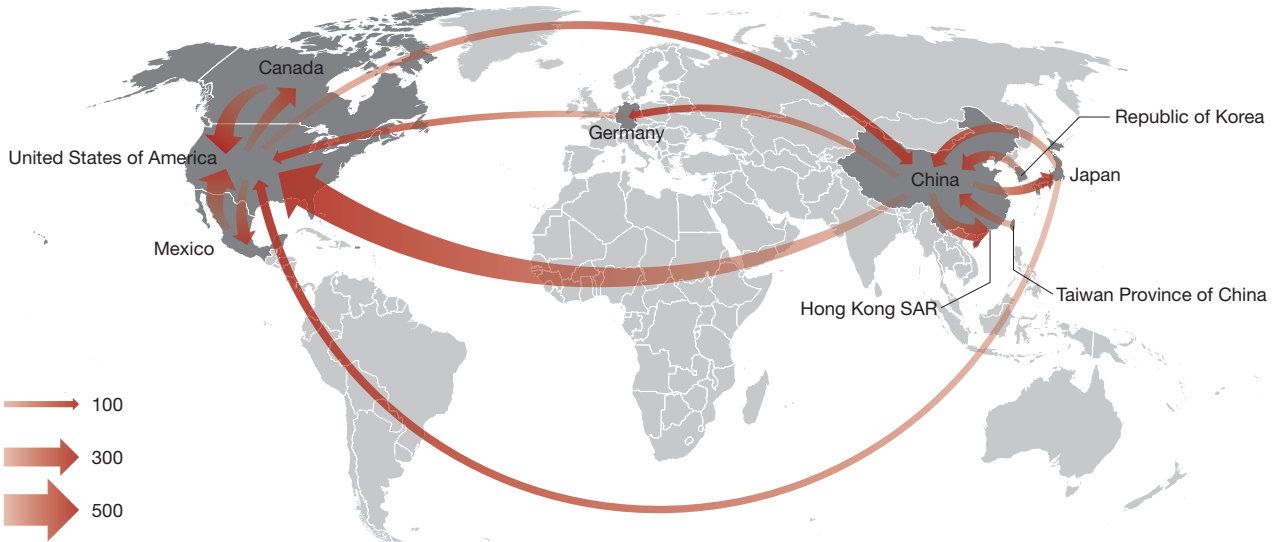 Canada
Republic of Korea
Germany
United States of America
China
Japan
Mexico
Taiwan Province of China
Hong Kong SAR
100
300
500